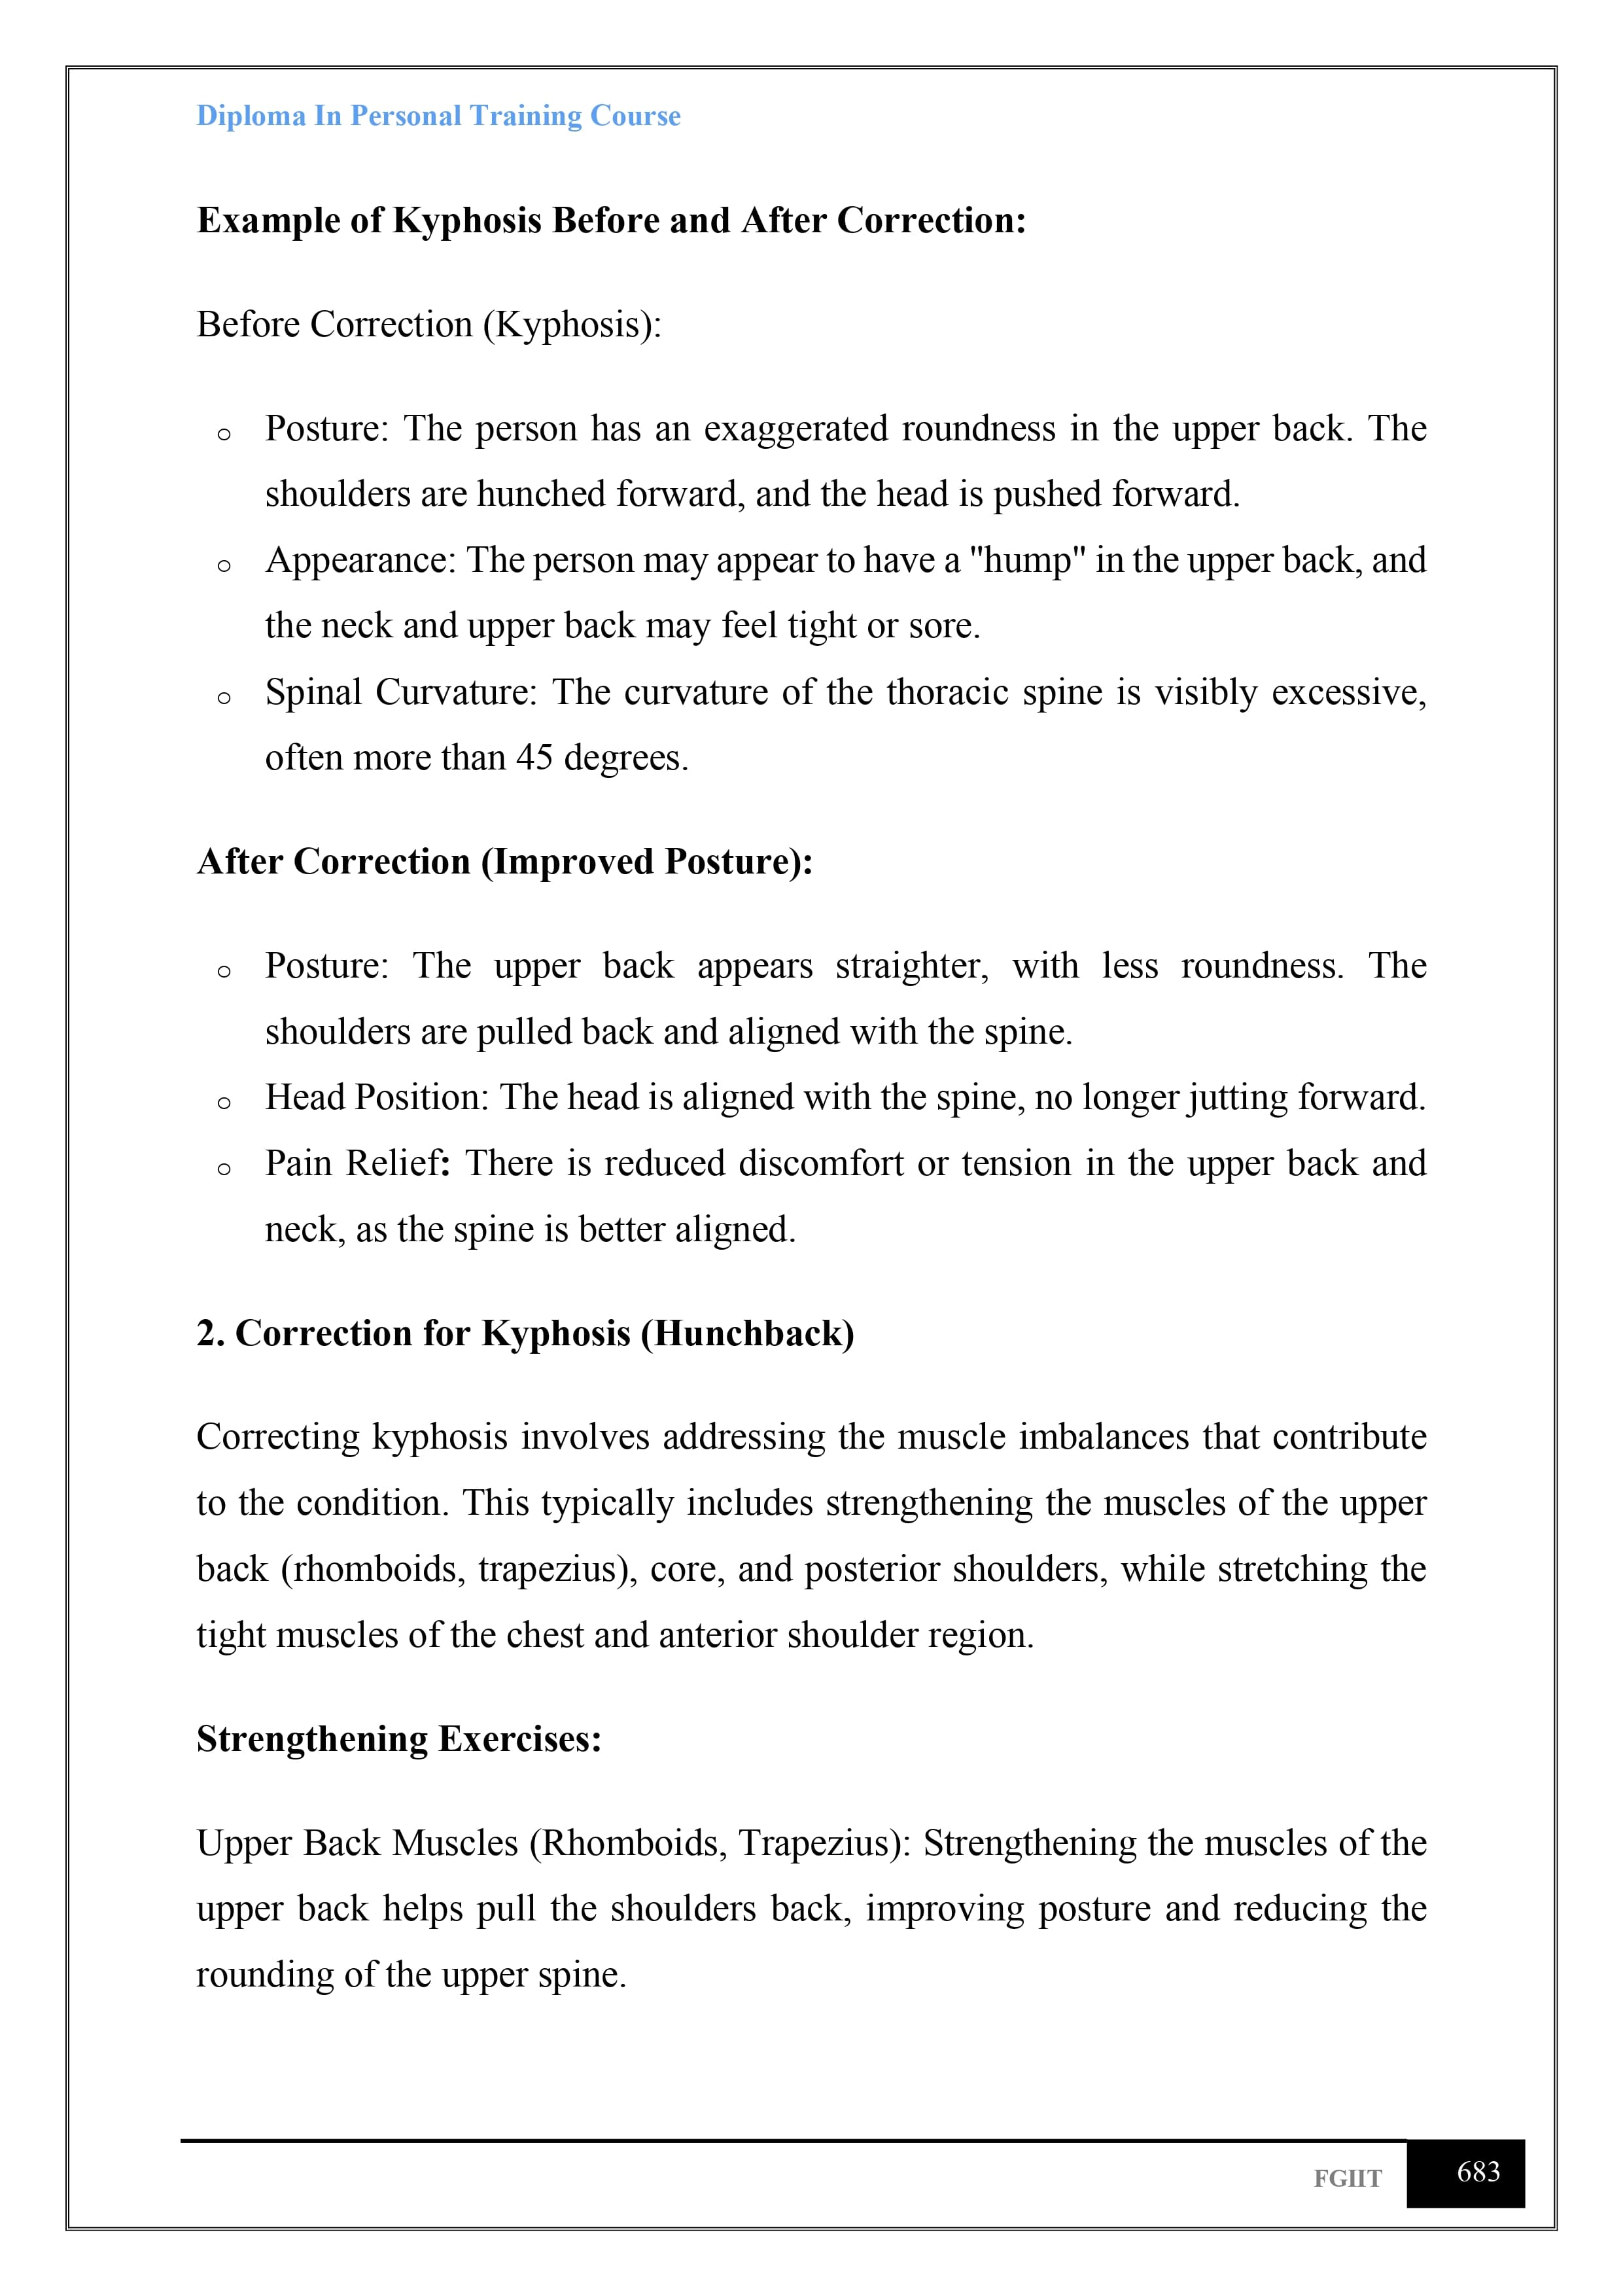 Diploma In Personal Training Course
Example of Kyphosis Before and After Correction:
Before Correction (Kyphosis):
o Posture: The person has an exaggerated roundness in the upper back. The
shoulders are hunched forward, and the head is pushed forward.
o Appearance: The person may appear to have a "hump" in the upper back, and
the neck and upper back may feel tight or sore.
o Spinal Curvature: The curvature of the thoracic spine is visibly excessive,
often more than 45 degrees.
After Correction (Improved Posture):
o Posture: The upper back appears straighter, with less roundness. The
shoulders are pulled back and aligned with the spine.
o Head Position: The head is aligned with the spine, no longer jutting forward.
o Pain Relief: There is reduced discomfort or tension in the upper back and
neck, as the spine is better aligned.
2. Correction for Kyphosis (Hunchback)
Correcting kyphosis involves addressing the muscle imbalances that contribute
to the condition. This typically includes strengthening the muscles of the upper
back (rhomboids, trapezius), core, and posterior shoulders, while stretching the
tight muscles of the chest and anterior shoulder region.
Strengthening Exercises:
Upper Back Muscles (Rhomboids, Trapezius): Strengthening the muscles of the
upper back helps pull the shoulders back, improving posture and reducing the
rounding of the upper spine.
FGIIT 683